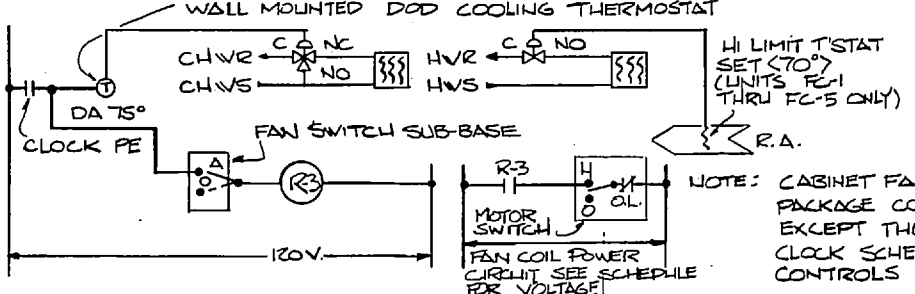 WALL MOUNTED DOD COOLING THERMOSTAT
C NC
CHWR
NO
CHWS
C NO
HWR
HWS
HI LIMIT T'STAT
SET <70°>
(UNITS FC-1
THRU FC-5 ONLY)
R.A.
T
DA 75°
CLOCK PE
FAN SWITCH SUB-BASE
A
O
R-3
120V.
R-3
H
O
O.L.
MOTOR
SWITCH
FAN COIL POWER
CIRCUIT SEE SCHEDULE
FOR VOLTAGE
NOTE: CABINET FA
PACKAGE CO
EXCEPT THE
CLOCK SCHE
CONTROLS